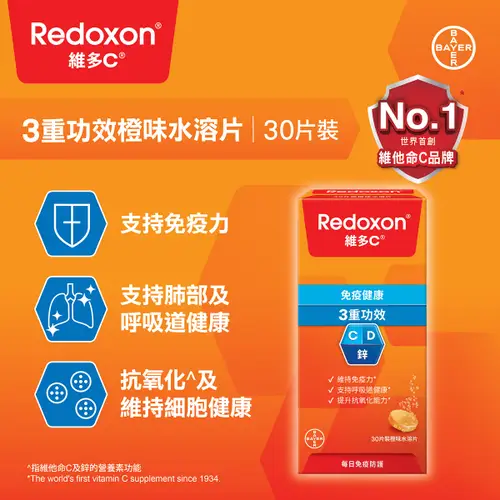 Redoxon®
維多C®
BAYER
BAYER
3重功效橙味水溶片 | 30片裝
No.1*
世界首創
維他命C品牌
支持免疫力
支持肺部及
呼吸道健康
抗氧化^及
維持細胞健康
Redoxon®
維多C®
免疫健康
3重功效
C D
鋅
✓ 維持免疫力^
✓ 支持呼吸道健康^
✓ 提升抗氧化能力^
30片裝橙味水溶片
BAYER
BAYER
每日免疫防護
^指維他命C及鋅的營養素功能
*The world's first vitamin C supplement since 1934.